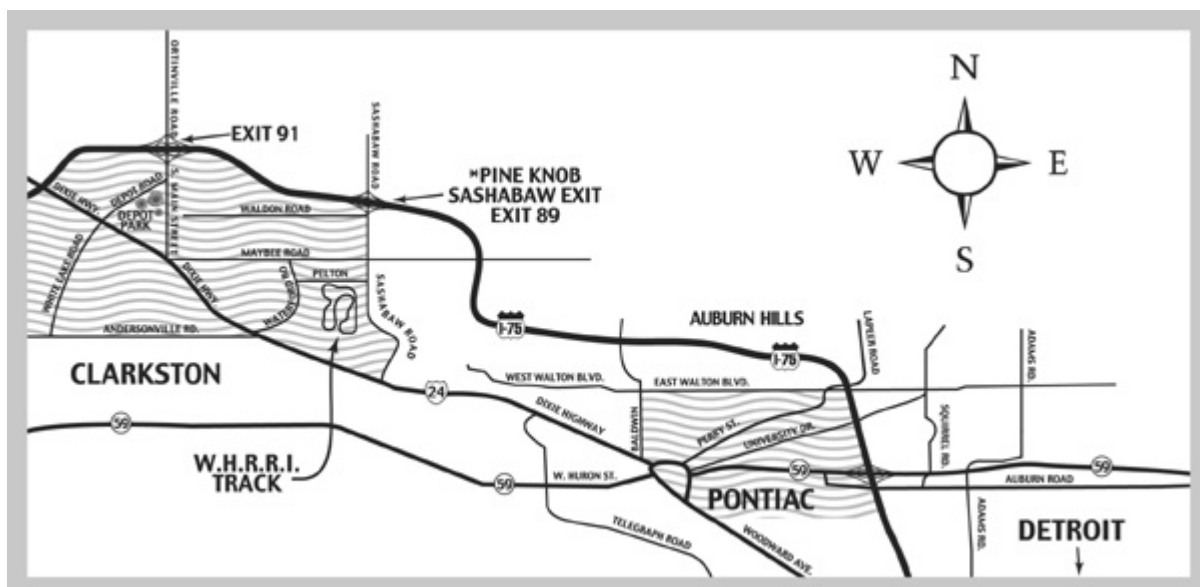 ORTINVILLE ROAD
SASHABAW ROAD
EXIT 91
N
W
E
S
PINE KNOB
SASHABAW EXIT
EXIT 89
DIXIE HWY.
DEPOT ROAD
DEPOT
PARK
S. MAIN STREET
WALDON ROAD
MAYBEE ROAD
WHITE LAKE ROAD
DIXIE HWY.
PELTON
SASHABAW ROAD
ANDERSONVILLE RD.
I-75
AUBURN HILLS
I-75
LAPEER ROAD
ADAMS RD.
CLARKSTON
24
WEST WALTON BLVD.
EAST WALTON BLVD.
59
DIXIE HIGHWAY
BALDWIN
PERRY ST.
UNIVERSITY DR.
SQUIRREL RD.
W.H.R.R.I.
TRACK
59
W. HURON ST.
59
59
AUBURN ROAD
PONTIAC
TELEGRAPH ROAD
WOODWARD AVE.
ADAMS RD.
DETROIT